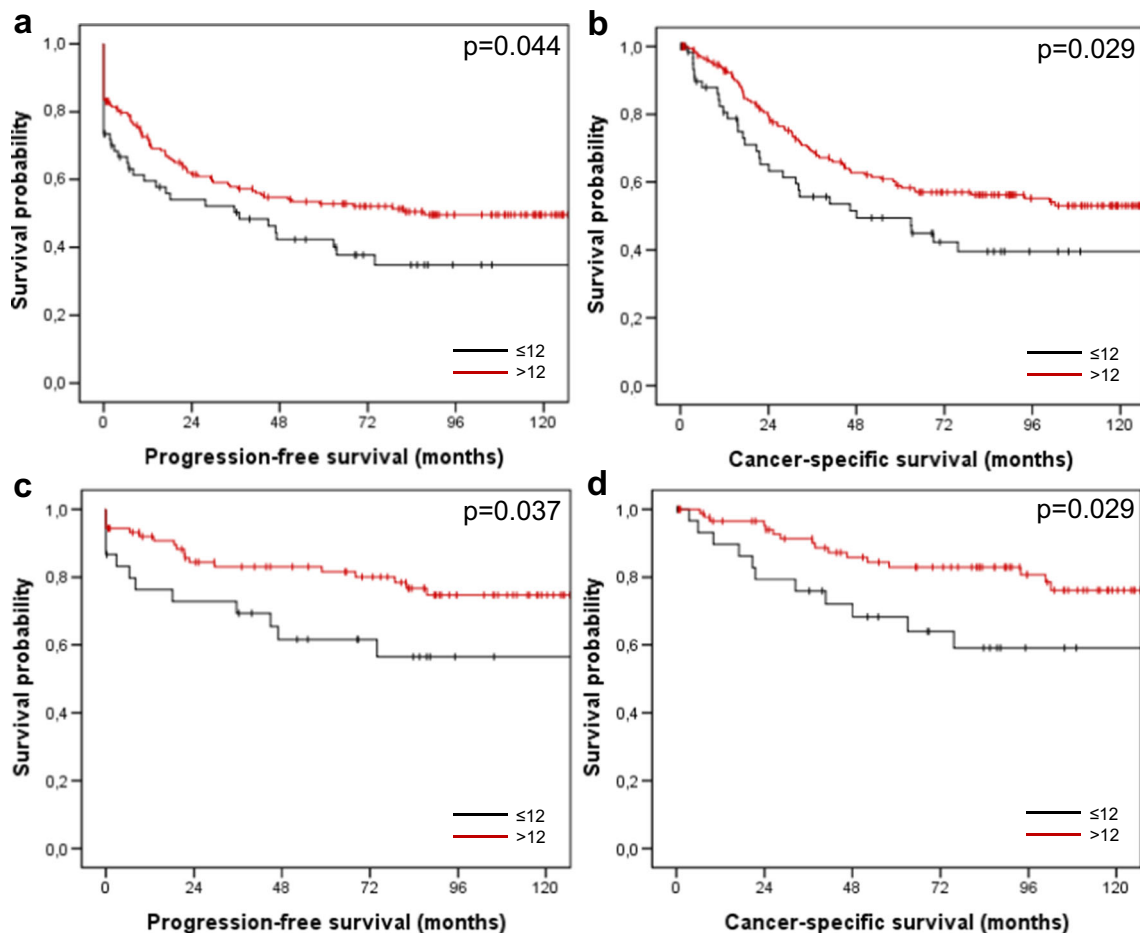 a
p=0.044
1,0
0,8
0,6
0,4
0,2
0,0
Survival probability
≤12
>12
0 24 48 72 96 120
Progression-free survival (months)
b
p=0.029
1,0
0,8
0,6
0,4
0,2
0,0
Survival probability
≤12
>12
0 24 48 72 96 120
Cancer-specific survival (months)
c
p=0.037
1,0
0,8
0,6
0,4
0,2
0,0
Survival probability
≤12
>12
0 24 48 72 96 120
Progression-free survival (months)
d
p=0.029
1,0
0,8
0,6
0,4
0,2
0,0
Survival probability
≤12
>12
0 24 48 72 96 120
Cancer-specific survival (months)